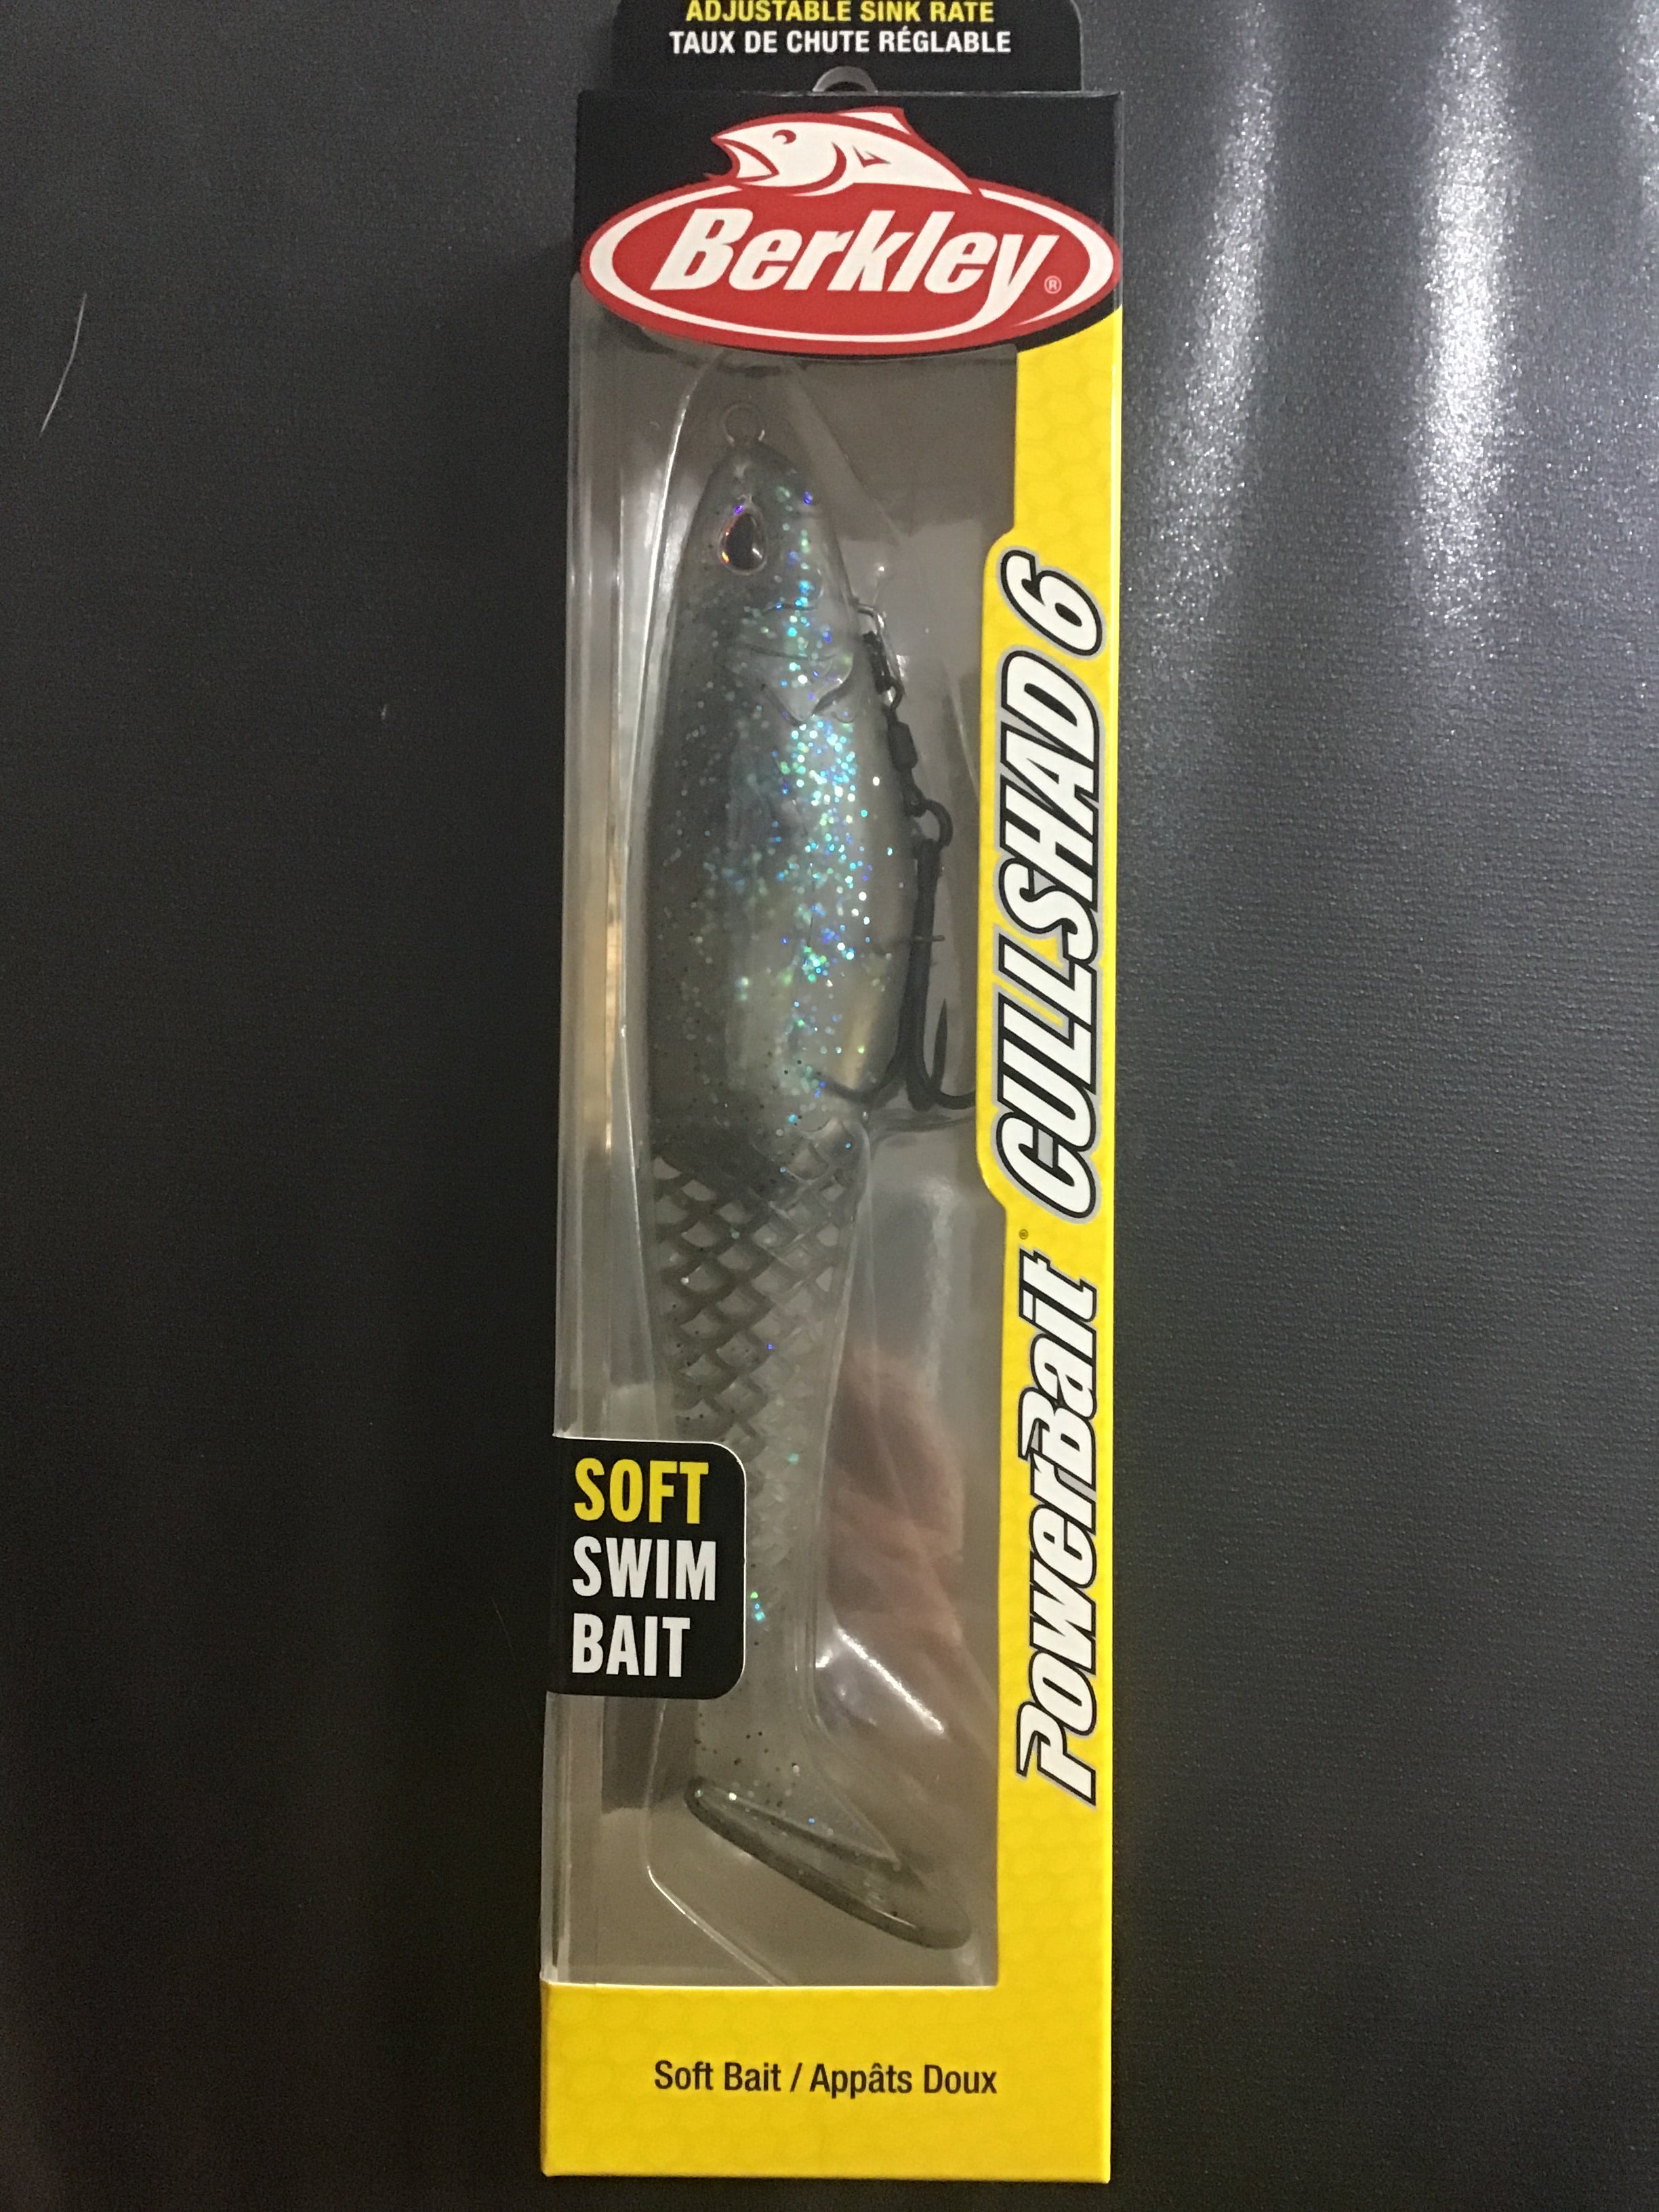 ADJUSTABLE SINK RATE
TAUX DE CHUTE RÉGLABLE
Berkley®
PowerBait® CULLSHAD 6
SOFT
SWIM
BAIT
Soft Bait / Appâts Doux